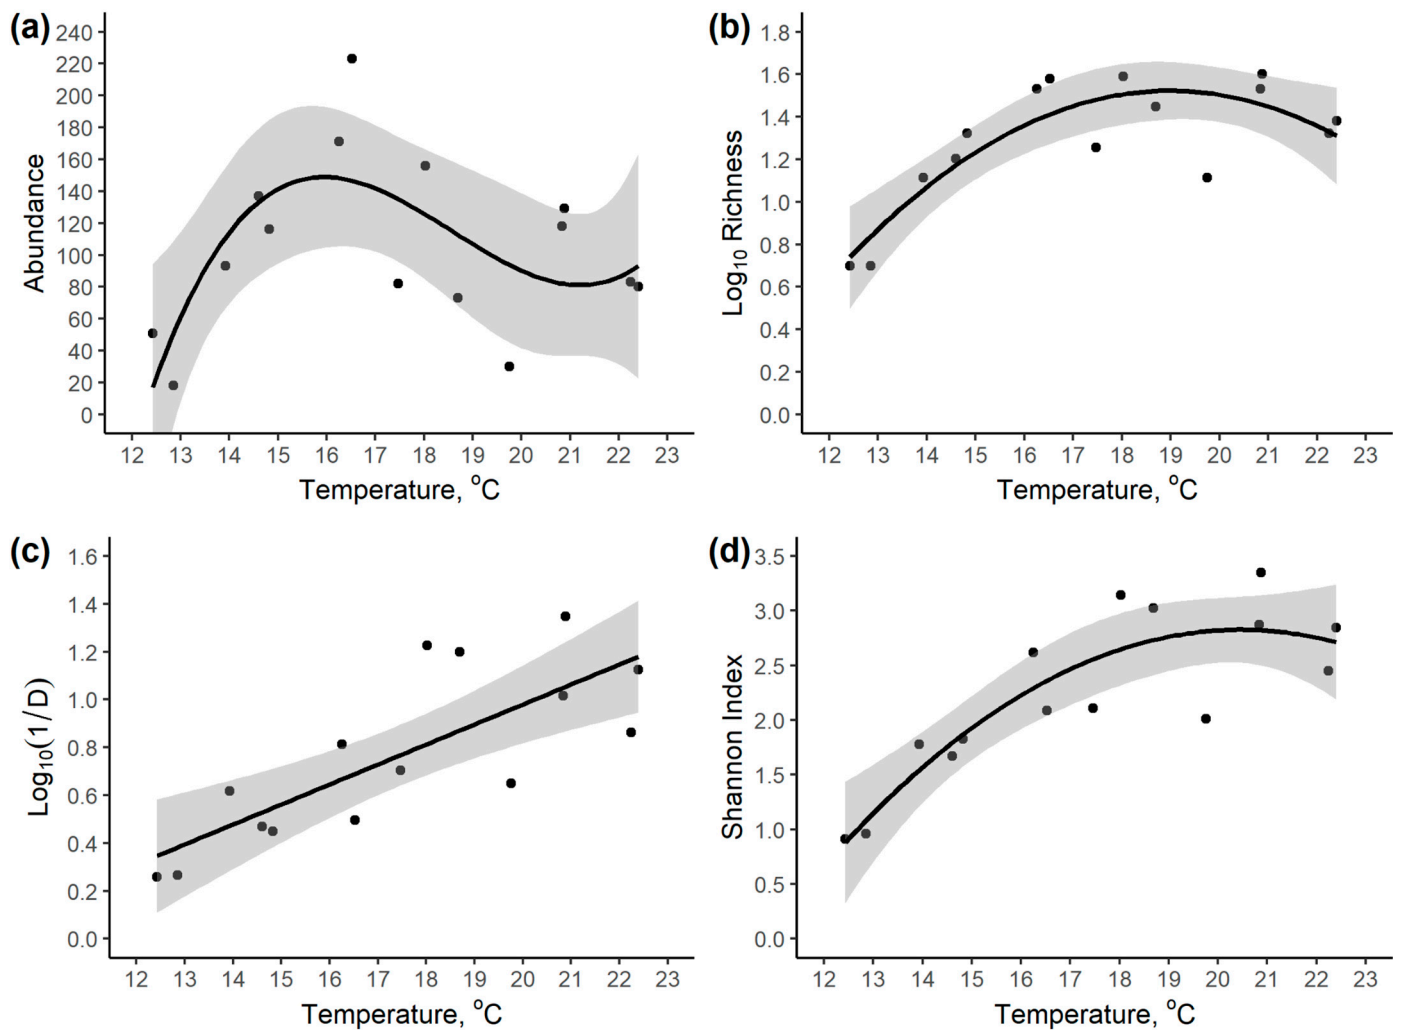 (a)
240
220
200
180
160
140
120
100
80
60
40
20
0
Abundance
12 13 14 15 16 17 18 19 20 21 22 23
Temperature, °C
(b)
1.8
1.6
1.4
1.2
1.0
0.8
0.6
0.4
0.2
0.0
Log₁₀ Richness
12 13 14 15 16 17 18 19 20 21 22 23
Temperature, °C
(c)
1.6
1.4
1.2
1.0
0.8
0.6
0.4
0.2
0.0
Log₁₀(1/D)
12 13 14 15 16 17 18 19 20 21 22 23
Temperature, °C
(d)
3.5
3.0
2.5
2.0
1.5
1.0
0.5
0.0
Shannon Index
12 13 14 15 16 17 18 19 20 21 22 23
Temperature, °C